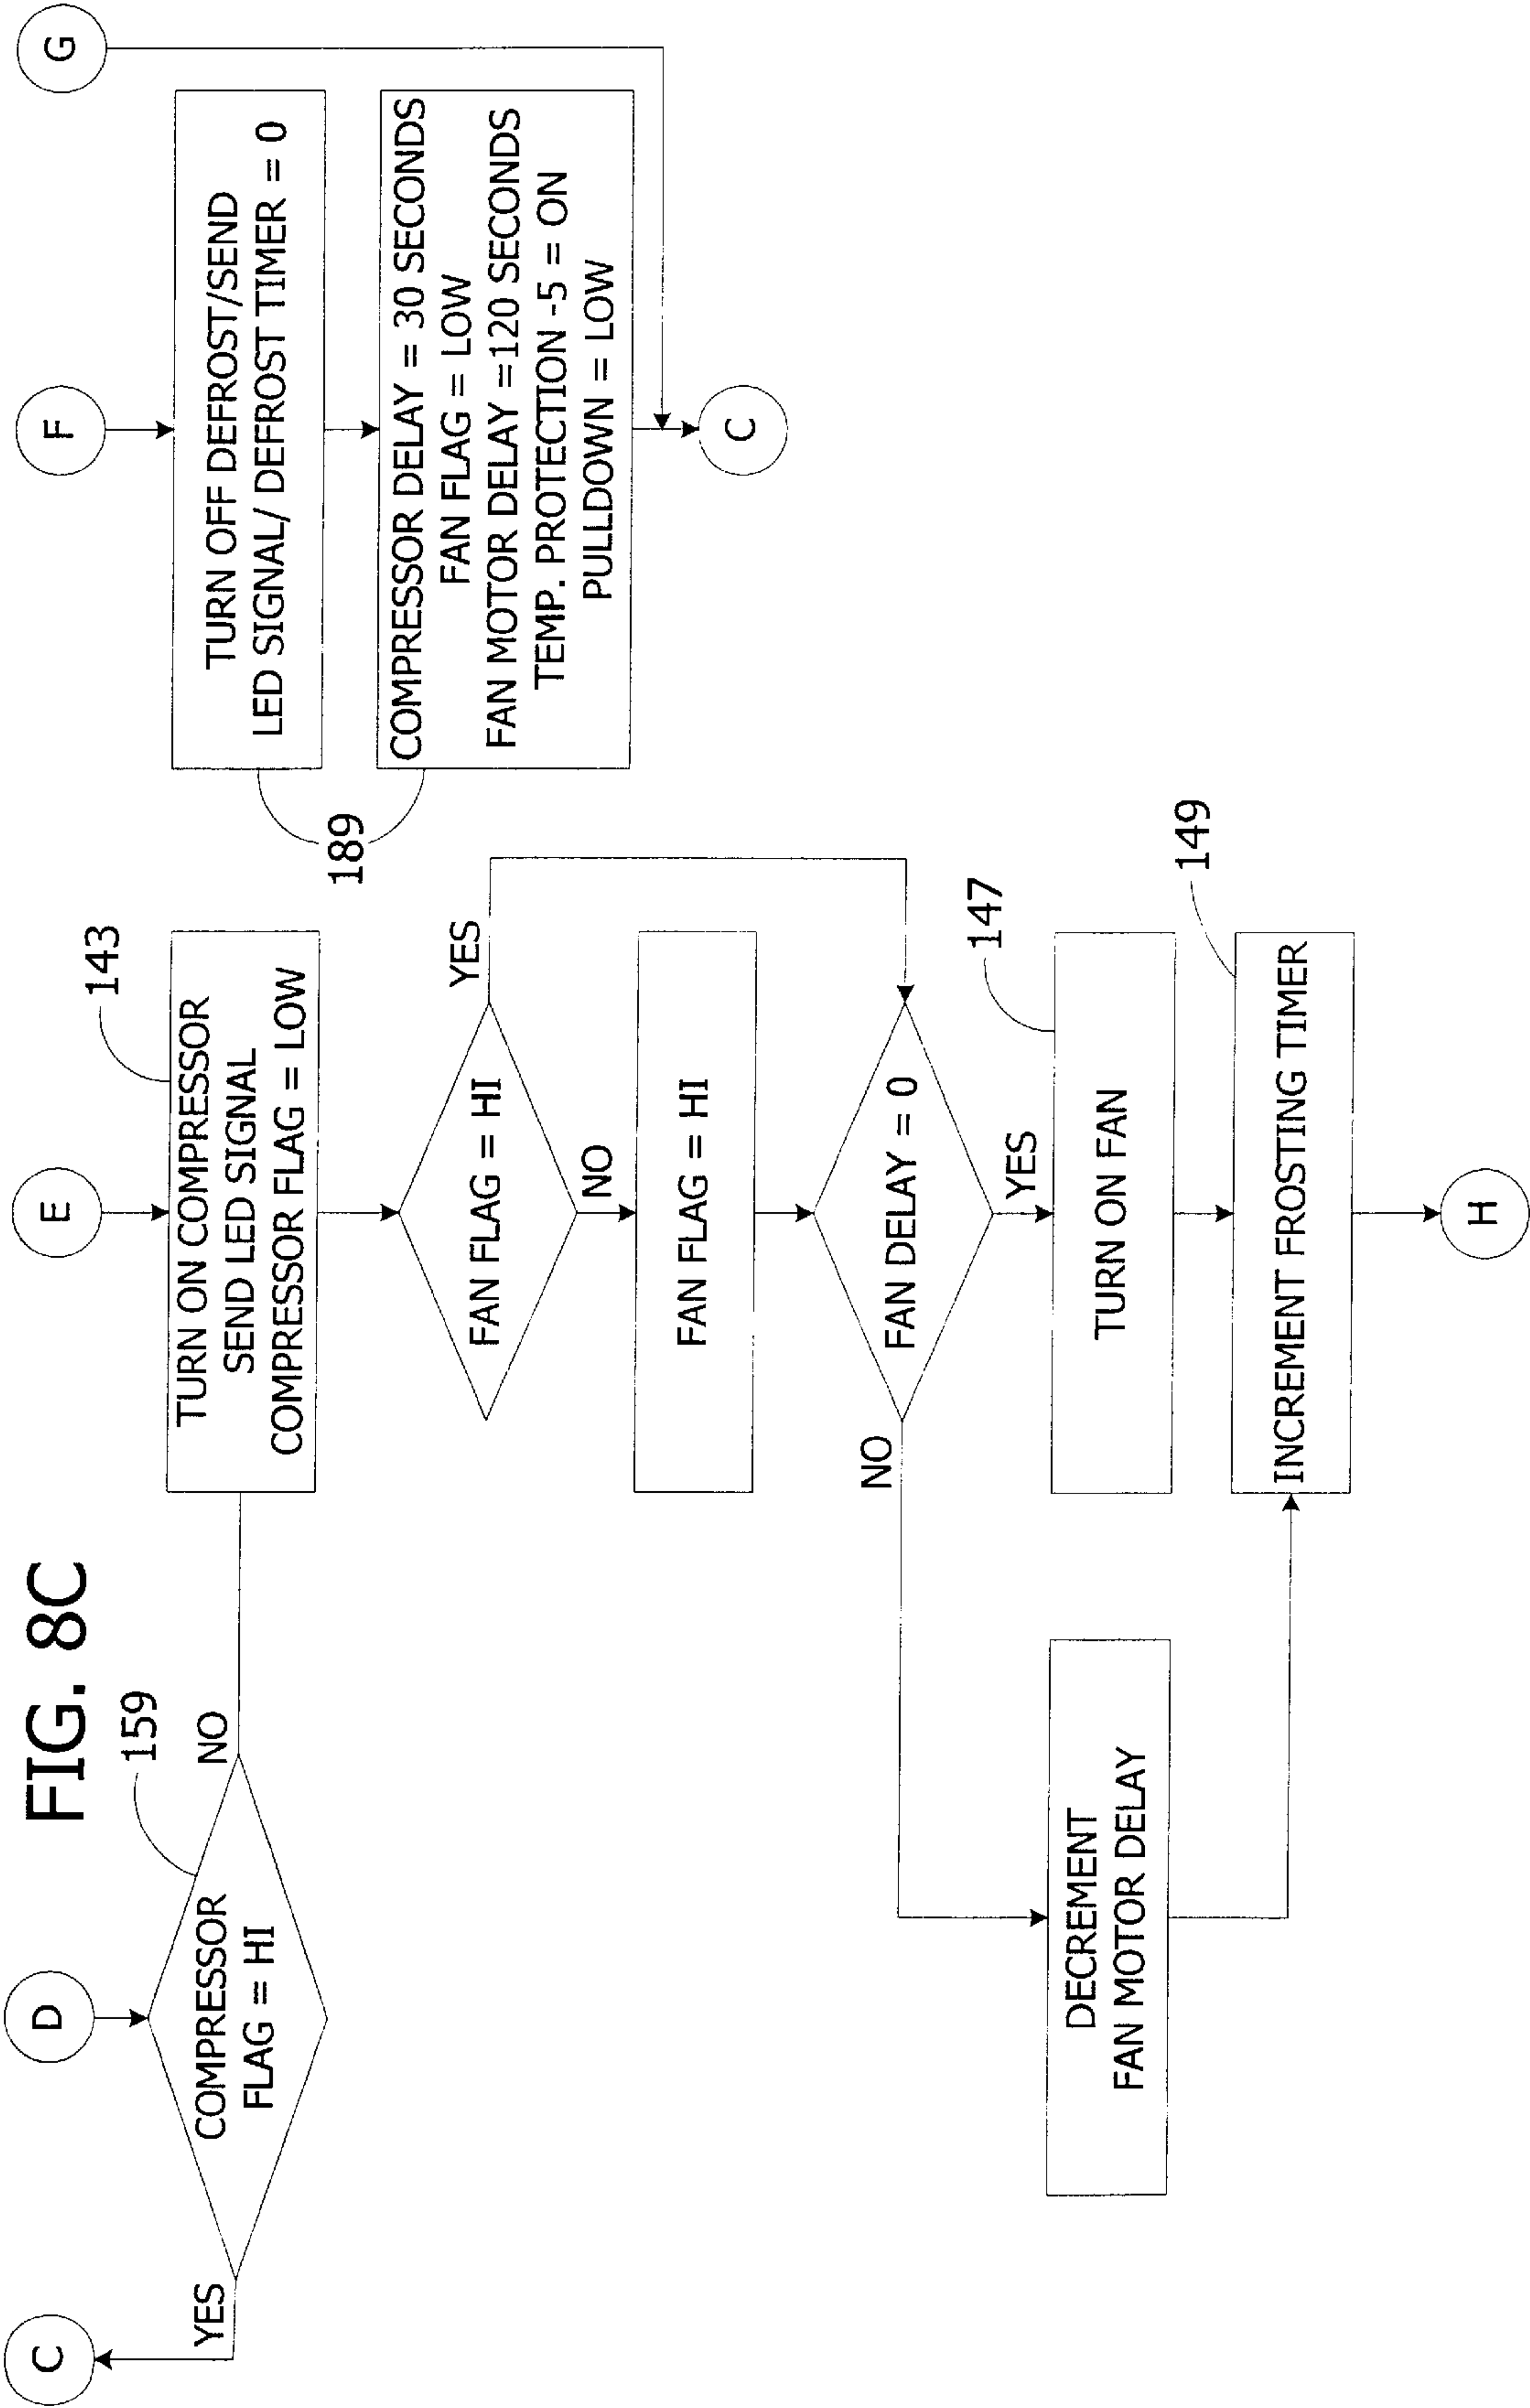 FIG. 8C
C
YES
D
COMPRESSOR
FLAG = HI
159
NO
E
TURN ON COMPRESSOR
SEND LED SIGNAL
COMPRESSOR FLAG = LOW
143
FAN FLAG = HI
YES
NO
FAN FLAG = HI
FAN DELAY = 0
NO
YES
DECREMENT
FAN MOTOR DELAY
TURN ON FAN
147
INCREMENT FROSTING TIMER
149
H
F
TURN OFF DEFROST/SEND
LED SIGNAL/ DEFROST TIMER = 0
189
COMPRESSOR DELAY = 30 SECONDS
FAN FLAG = LOW
FAN MOTOR DELAY =120 SECONDS
TEMP. PROTECTION -5 = ON
PULLDOWN = LOW
G
C